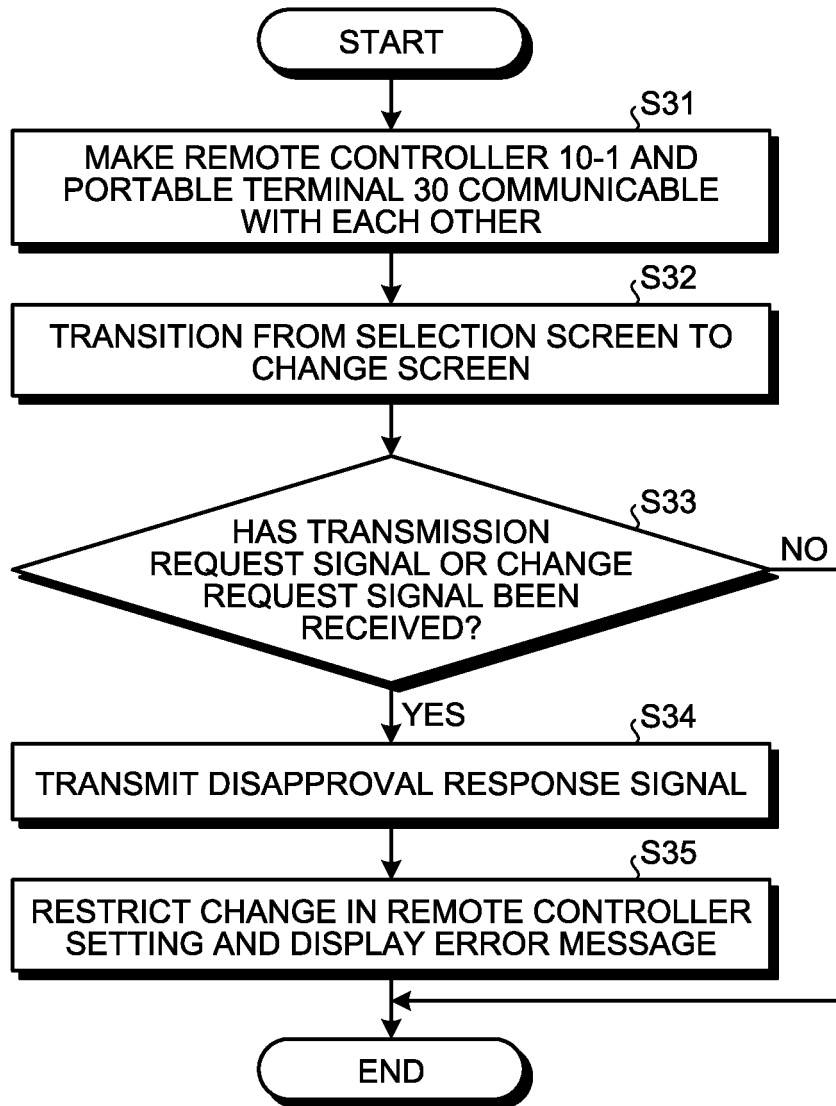 START
S31
MAKE REMOTE CONTROLLER 10-1 AND
PORTABLE TERMINAL 30 COMMUNICABLE
WITH EACH OTHER
S32
TRANSITION FROM SELECTION SCREEN TO
CHANGE SCREEN
S33
HAS TRANSMISSION
REQUEST SIGNAL OR CHANGE
REQUEST SIGNAL BEEN
RECEIVED?
NO
YES
S34
TRANSMIT DISAPPROVAL RESPONSE SIGNAL
S35
RESTRICT CHANGE IN REMOTE CONTROLLER
SETTING AND DISPLAY ERROR MESSAGE
END